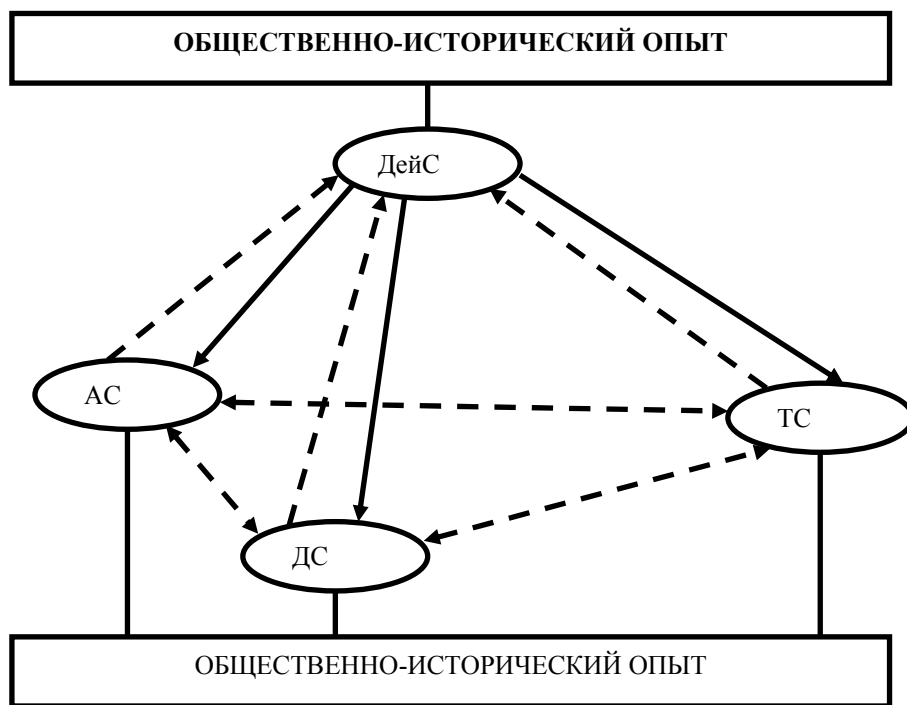 ОБЩЕСТВЕННО-ИСТОРИЧЕСКИЙ ОПЫТ
ДейС
АС
ТС
ДС
ОБЩЕСТВЕННО-ИСТОРИЧЕСКИЙ ОПЫТ